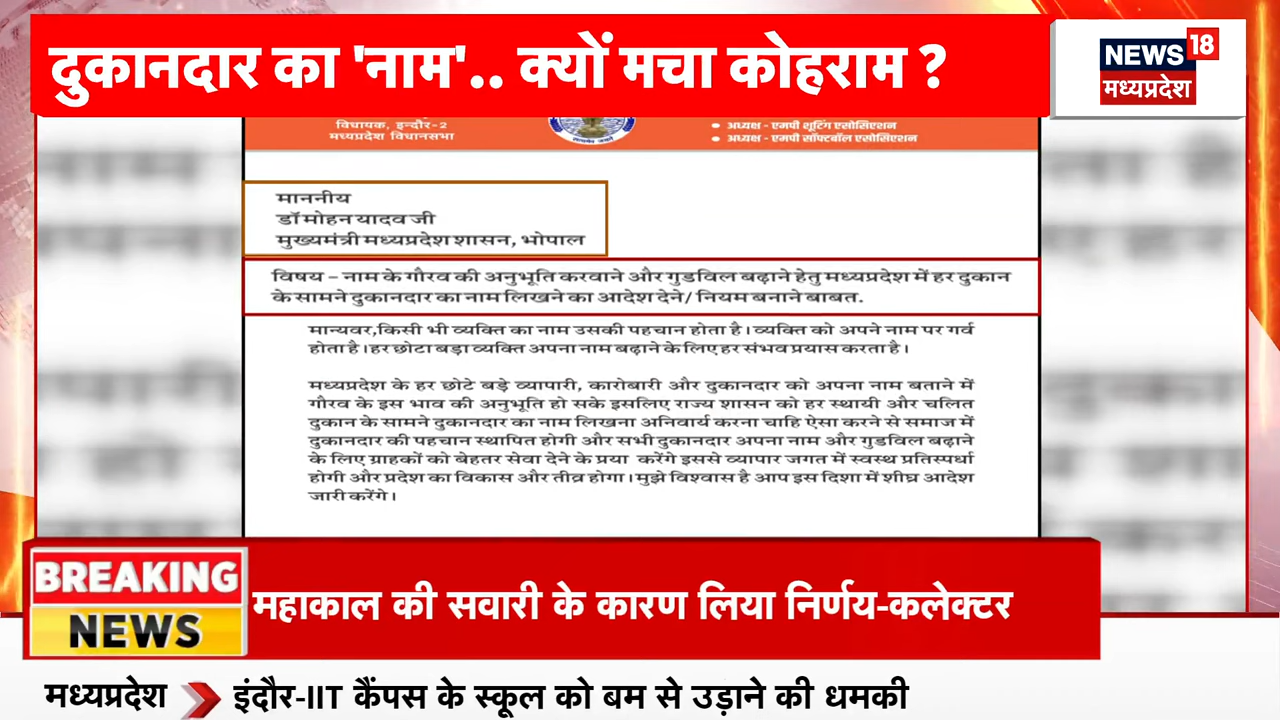 दुकानदार का 'नाम'.. क्यों मचा कोहराम ?
NEWS 18
मध्यप्रदेश
विधायक, इन्दौर-2
मध्यप्रदेश विधानसभा
• अध्यक्ष - एमपी शूटिंग एसोसिएशन
• अध्यक्ष - एमपी सॉफ्टबॉल एसोसिएशन
माननीय
डॉ मोहन यादव जी
मुख्यमंत्री मध्यप्रदेश शासन, भोपाल
विषय – नाम के गौरव की अनुभूति करवाने और गुडविल बढ़ाने हेतु मध्यप्रदेश में हर दुकान
के सामने दुकानदार का नाम लिखने का आदेश देने/ नियम बनाने बाबत.
मान्यवर,किसी भी व्यक्ति का नाम उसकी पहचान होता है। व्यक्ति को अपने नाम पर गर्व
होता है। हर छोटा बड़ा व्यक्ति अपना नाम बढ़ाने के लिए हर संभव प्रयास करता है।
मध्यप्रदेश के हर छोटे बड़े व्यापारी, कारोबारी और दुकानदार को अपना नाम बताने में
गौरव के इस भाव की अनुभूति हो सके इसलिए राज्य शासन को हर स्थायी और चलित
दुकान के सामने दुकानदार का नाम लिखना अनिवार्य करना चाहि ऐसा करने से समाज में
दुकानदार की पहचान स्थापित होगी और सभी दुकानदार अपना नाम और गुडविल बढ़ाने
के लिए ग्राहकों को बेहतर सेवा देने के प्रया करेंगे इससे व्यापार जगत में स्वस्थ प्रतिस्पर्धा
होगी और प्रदेश का विकास और तीव्र होगा। मुझे विश्वास है आप इस दिशा में शीघ्र आदेश
जारी करेंगे।
BREAKING
NEWS
महाकाल की सवारी के कारण लिया निर्णय-कलेक्टर
मध्यप्रदेश
इंदौर-IIT कैंपस के स्कूल को बम से उड़ाने की धमकी